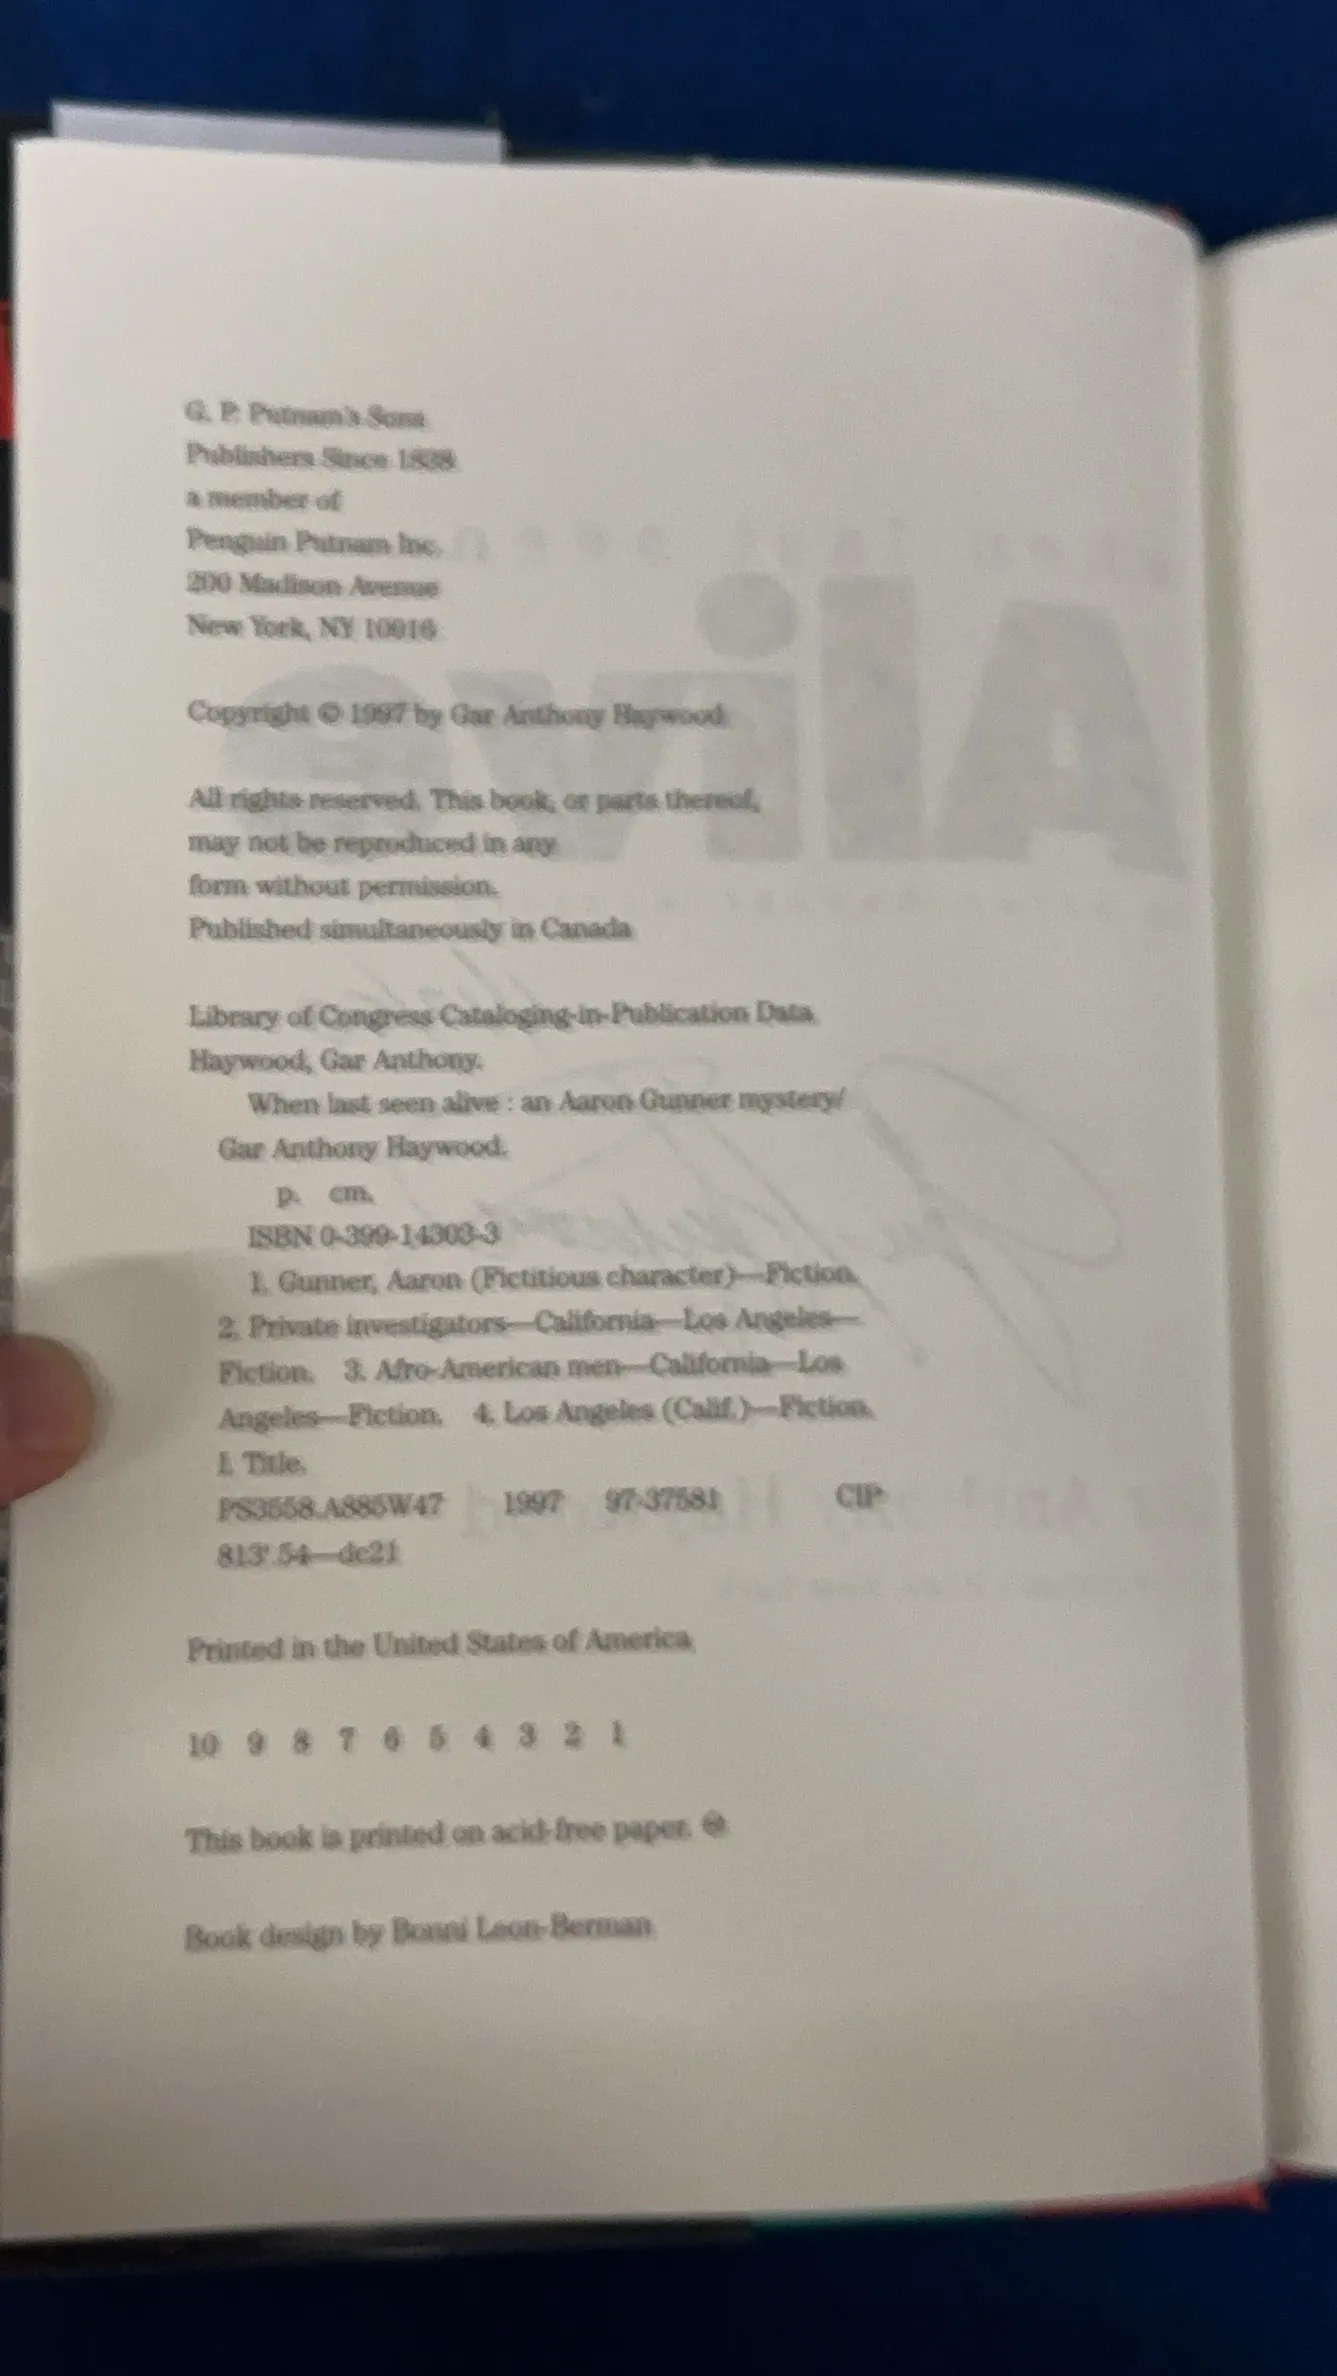 G. P. Putnam's Sons
Publishers Since 1838
a member of
Penguin Putnam Inc.
200 Madison Avenue
New York, NY 10016
Copyright © 1997 by Gar Anthony Haywood
All rights reserved. This book, or parts thereof,
may not be reproduced in any
form without permission.
Published simultaneously in Canada
Library of Congress Cataloging-in-Publication Data
Haywood, Gar Anthony.
When last seen alive : an Aaron Gunner mystery/
Gar Anthony Haywood.
p. cm.
ISBN 0-399-14303-3
1. Gunner, Aaron (Fictitious character)—Fiction.
2. Private investigators—California—Los Angeles—
Fiction. 3. Afro-American men—California—Los
Angeles—Fiction. 4. Los Angeles (Calif.)—Fiction.
I. Title.
PS3558.A885W47 1997 97-37581 CIP
813'.54—dc21
Printed in the United States of America
10 9 8 7 6 5 4 3 2 1
This book is printed on acid-free paper.
Book design by Bonni Leon-Berman